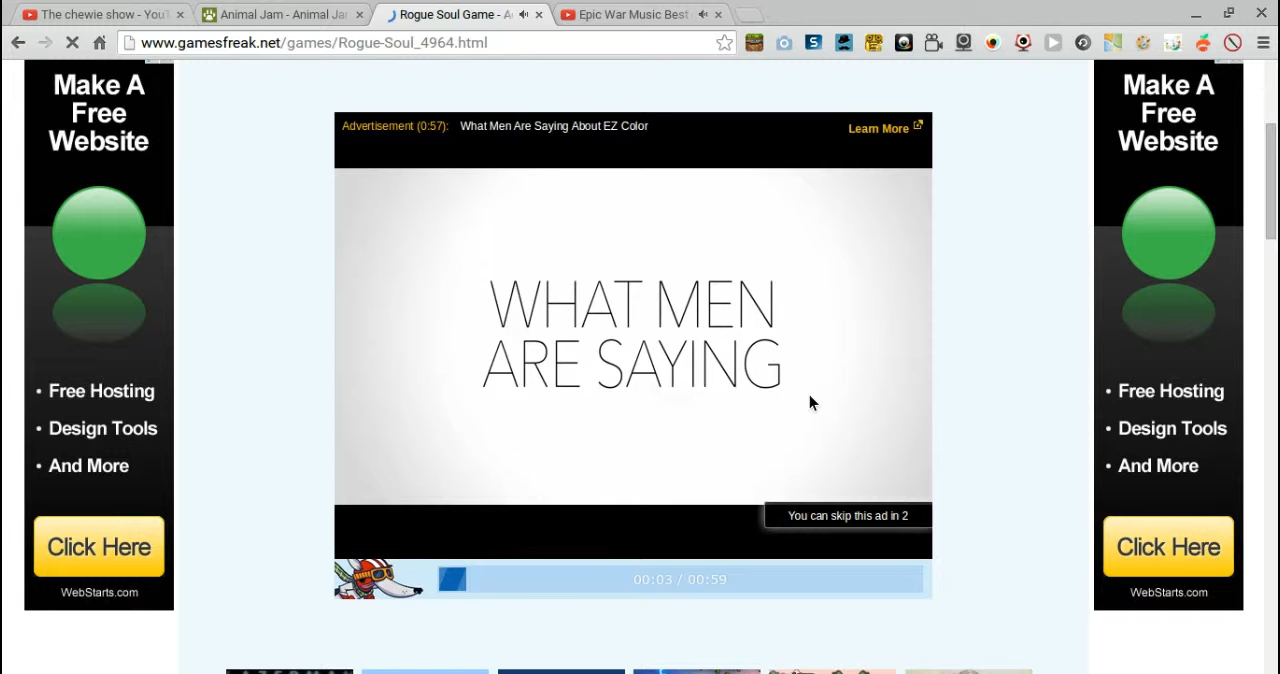 The chewie show - YouT
Animal Jam - Animal Jar
Rogue Soul Game - A
Epic War Music Best
www.gamesfreak.net/games/Rogue-Soul_4964.html
Make A
Free
Website
• Free Hosting
• Design Tools
• And More
Click Here
WebStarts.com
Advertisement (0:57): What Men Are Saying About EZ Color
Learn More
WHAT MEN
ARE SAYING
You can skip this ad in 2
00:03 / 00:59
Make A
Free
Website
• Free Hosting
• Design Tools
• And More
Click Here
WebStarts.com